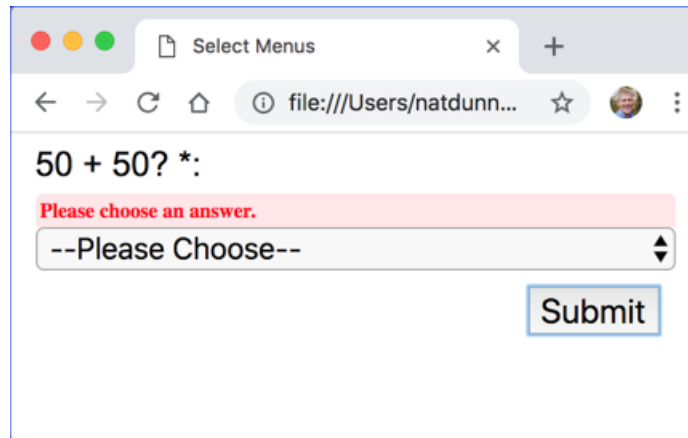 Select Menus
file:///Users/natdunn...
50 + 50? *:
Please choose an answer.
--Please Choose--
Submit